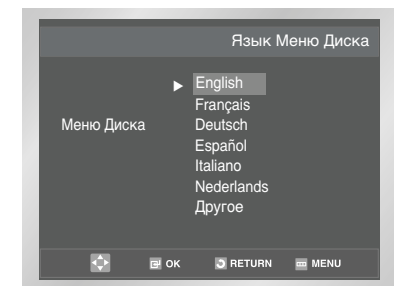 Язык Меню Диска
English
Français
Меню Диска
Deutsch
Español
Italiano
Nederlands
Другое
OK
RETURN
MENU